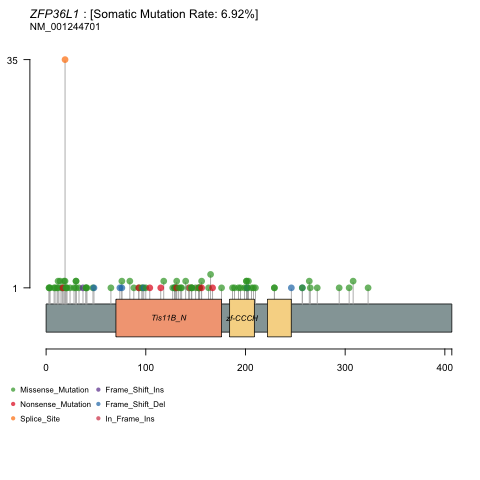 ZFP36L1 : [Somatic Mutation Rate: 6.92%]
NM_001244701
35
1
Tis11B_N
zf-CCCH
0 100 200 300 400
Missense_Mutation Frame_Shift_Ins
Nonsense_Mutation Frame_Shift_Del
Splice_Site In_Frame_Ins